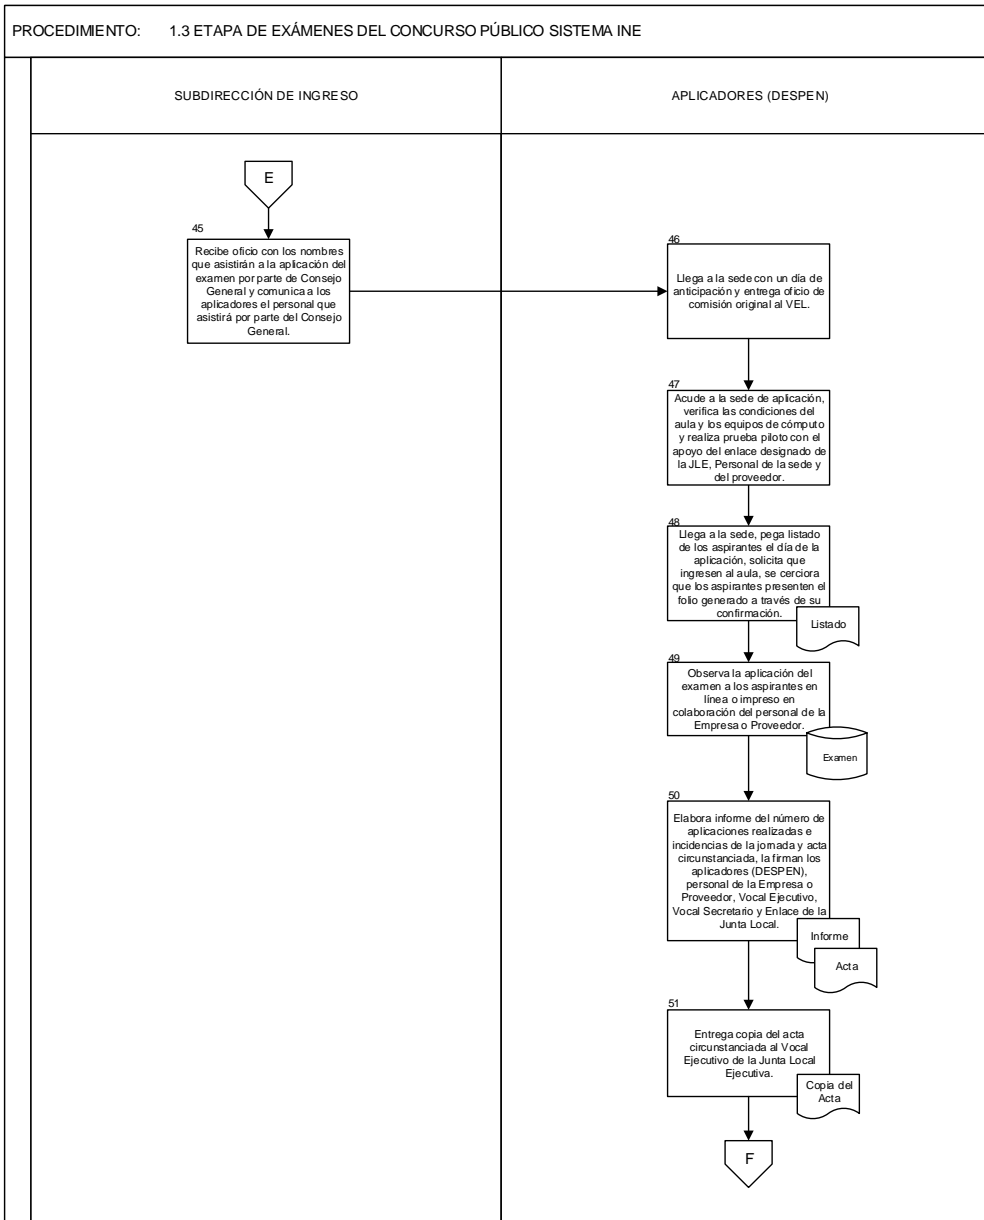 PROCEDIMIENTO: 1.3 ETAPA DE EXÁMENES DEL CONCURSO PÚBLICO SISTEMA INE
SUBDIRECCIÓN DE INGRESO
APLICADORES (DESPEN)
E
45
Recibe oficio con los nombres
que asistirán a la aplicación del
examen por parte de Consejo
General y comunica a los
aplicadores el personal que
asistirá por parte del Consejo
General.
46
Llega a la sede con un día de
anticipación y entrega oficio de
comisión original al VEL.
47
Acude a la sede de aplicación,
verifica las condiciones del
aula y los equipos de cómputo
y realiza prueba piloto con el
apoyo del enlace designado de
la JLE, Personal de la sede y
del proveedor.
48
Llega a la sede, pega listado
de los aspirantes el día de la
aplicación, solicita que
ingresen al aula, se cerciora
que los aspirantes presenten el
folio generado a través de su
confirmación.
Listado
49
Observa la aplicación del
examen a los aspirantes en
línea o impreso en
colaboración del personal de la
Empresa o Proveedor.
Examen
50
Elabora informe del número de
aplicaciones realizadas e
incidencias de la jornada y acta
circunstanciada, la firman los
aplicadores (DESPEN),
personal de la Empresa o
Proveedor, Vocal Ejecutivo,
Vocal Secretario y Enlace de la
Junta Local.
Informe
Acta
51
Entrega copia del acta
circunstanciada al Vocal
Ejecutivo de la Junta Local
Ejecutiva.
Copia del
Acta
F